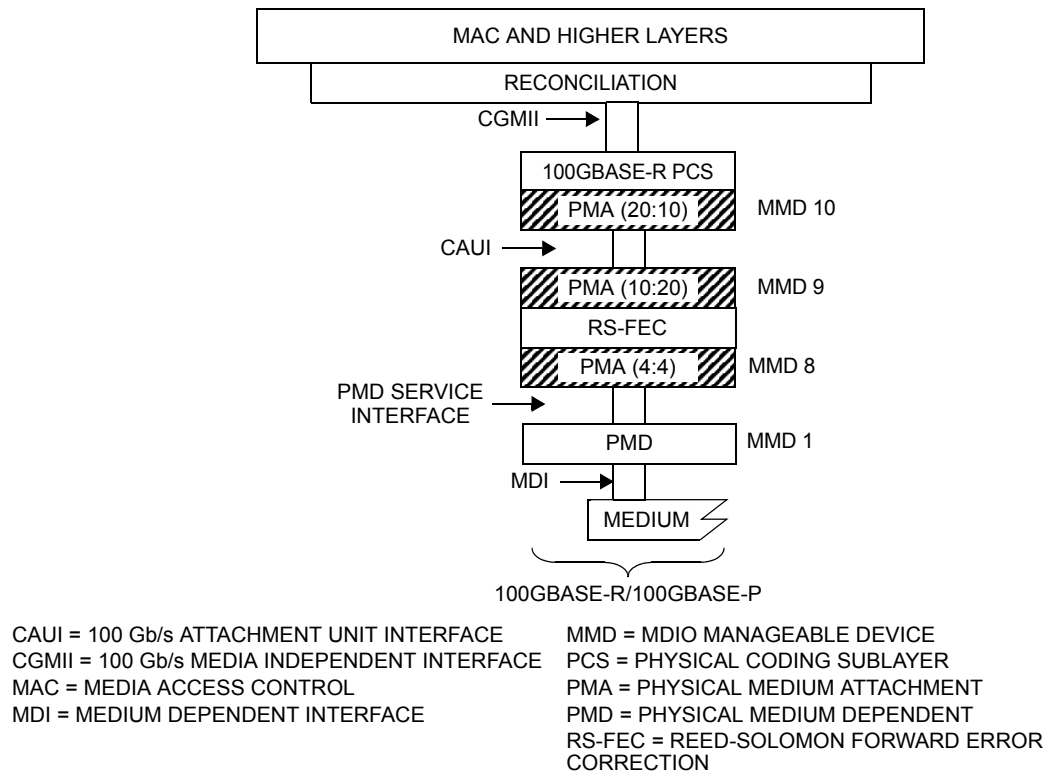 MAC AND HIGHER LAYERS
RECONCILIATION
CGMII
100GBASE-R PCS
PMA (20:10)
MMD 10
CAUI
PMA (10:20)
MMD 9
RS-FEC
PMA (4:4)
MMD 8
PMD SERVICE
INTERFACE
PMD
MMD 1
MDI
MEDIUM
100GBASE-R/100GBASE-P
CAUI = 100 Gb/s ATTACHMENT UNIT INTERFACE
CGMII = 100 Gb/s MEDIA INDEPENDENT INTERFACE
MAC = MEDIA ACCESS CONTROL
MDI = MEDIUM DEPENDENT INTERFACE
MMD = MDIO MANAGEABLE DEVICE
PCS = PHYSICAL CODING SUBLAYER
PMA = PHYSICAL MEDIUM ATTACHMENT
PMD = PHYSICAL MEDIUM DEPENDENT
RS-FEC = REED-SOLOMON FORWARD ERROR
CORRECTION